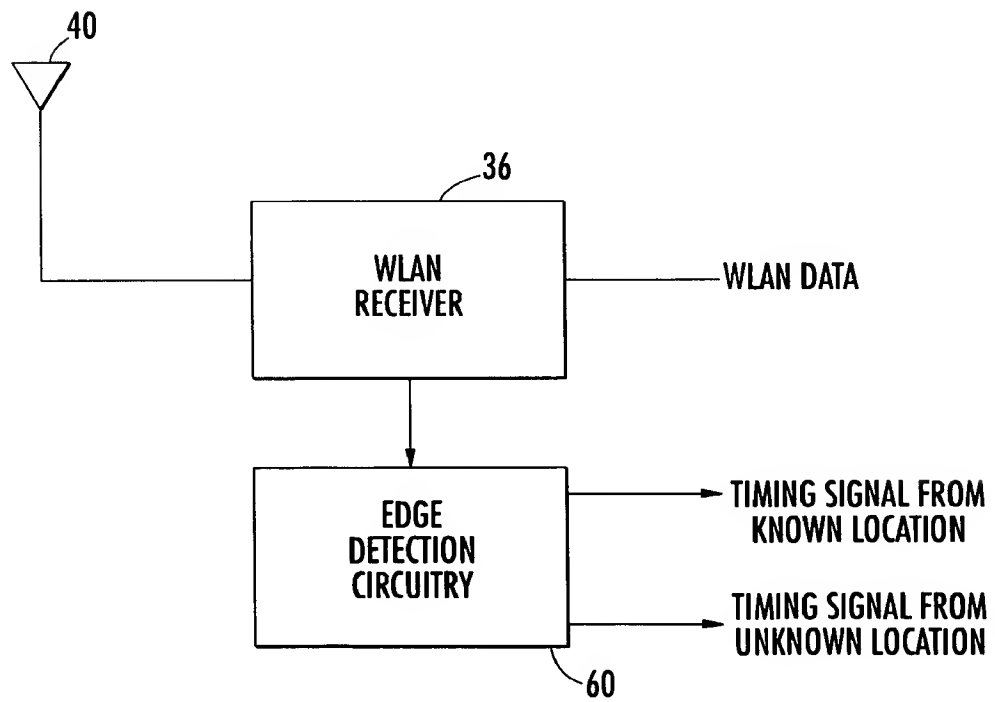 40
36
WLAN
RECEIVER
WLAN DATA
EDGE
DETECTION
CIRCUITRY
TIMING SIGNAL FROM
KNOWN LOCATION
TIMING SIGNAL FROM
UNKNOWN LOCATION
60